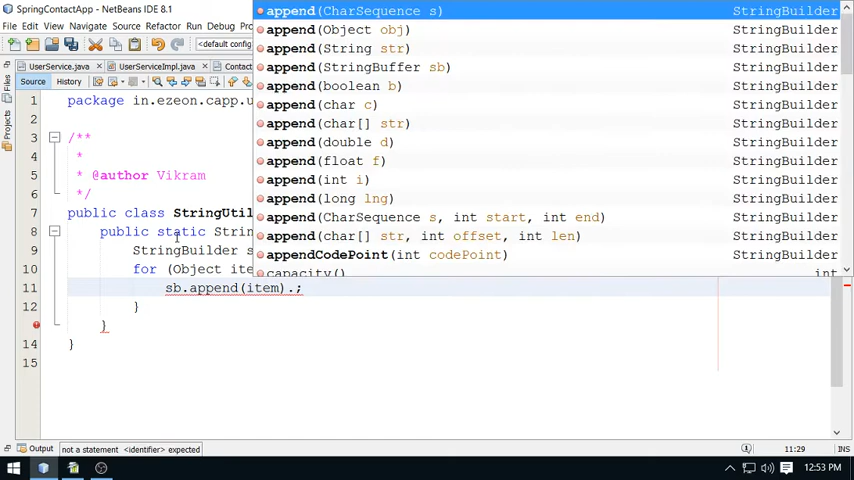 SpringContactApp - NetBeans IDE 8.1
File Edit View Navigate Source Refactor Run Debug
<default config
UserService.java UserServiceImpl.java Contact
Source History
Files
Projects
1 package in.ezeon.capp.u
2
3 /**
4 *
5 * @author Vikram
6 */
7 public class StringUtil
8 public static Strin
9 StringBuilder s
10 for (Object ite
11 sb.append(item).;
12 }
}
14 }
15
append(CharSequence s) StringBuilder
append(Object obj) StringBuilder
append(String str) StringBuilder
append(StringBuffer sb) StringBuilder
append(boolean b) StringBuilder
append(char c) StringBuilder
append(char[] str) StringBuilder
append(double d) StringBuilder
append(float f) StringBuilder
append(int i) StringBuilder
append(long lng) StringBuilder
append(CharSequence s, int start, int end) StringBuilder
append(char[] str, int offset, int len) StringBuilder
appendCodePoint(int codePoint) StringBuilder
capacity() int
Output not a statement <identifier> expected 11:29 INS
12:53 PM